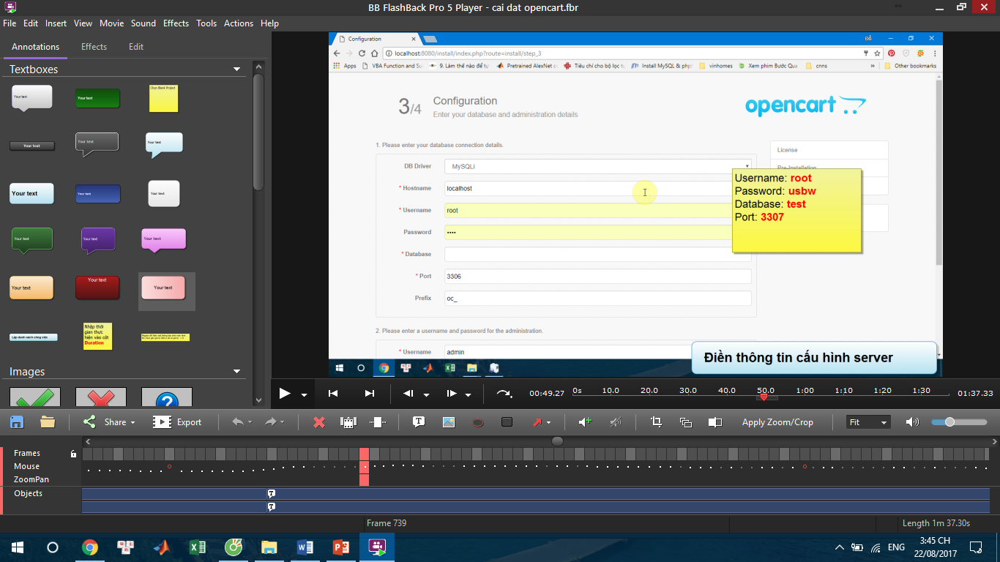 BB FlashBack Pro 5 Player - cai dat opencart.fbr
File Edit Insert View Movie Sound Effects Tools Actions Help
Annotations Effects Edit
Textboxes
Your text
Your text
Chọn Blank Project
Your text
Your text
Your text
Your text
Your text
Your text
Your text
Your text
Your text
Your text
Your text
Your text
Lập danh sách công việc
Nhập thời
gian thực
hiện vào cột
Duration
Images
Configuration
localhost:8080/install/index.php?route=install/step_3
Apps VBA Function and Su 9. Làm thế nào để tự Pretrained AlexNet c Tiêu chí cho bộ lọc tụ Install MySQL & php vinhomes Xem phim Bước Qua cnns » Other bookmarks
3/4 Configuration
Enter your database and administration details
opencart
1. Please enter your database connection details.
DB Driver MySQLi
* Hostname localhost
* Username root
Password ••••
* Database
* Port 3306
Prefix oc_
2. Please enter a username and password for the administration.
* Username admin
License
Pre-Installation
Username: root
Password: usbw
Database: test
Port: 3307
Điền thông tin cấu hình server
00:49.27 0s 10.0 20.0 30.0 40.0 50.0 1:00 1:10 1:20 1:30 01:37.33
Share Export Apply Zoom/Crop Fit
Frames
Mouse
ZoomPan
Objects
T
T
Frame 739 Length 1m 37.30s
ENG 3:45 CH
22/08/2017